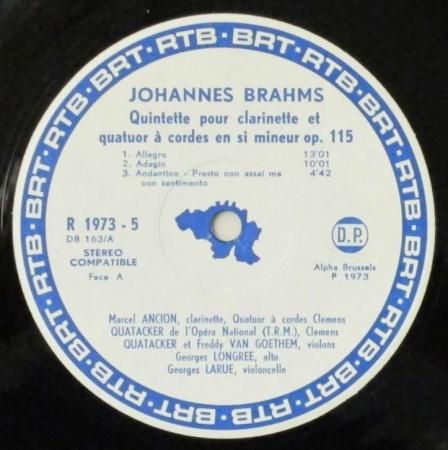 BRT · RTB · BRT · RTB · BRT · RTB · BRT · RTB · BRT · RTB · BRT · RTB · BRT · RTB · BRT · RTB
JOHANNES BRAHMS
Quintette pour clarinette et
quatuor à cordes en si mineur op. 115
1. Allegro 13'01
2. Adagio 10'01
3. Andantino - Presto non assai ma 4'42
con sentimento
R 1973 - 5
DB 163/A
STEREO
COMPATIBLE
Face A
D.P.
Alpha Brussels
P 1973
Marcel ANCION, clarinette, Quatuor à cordes Clemens
QUATACKER de l'Opéra National (T.R.M.), Clemens
QUATACKER et Freddy VAN GOETHEM, violons
Georges LONGREE, alto
Georges LARUE, violoncelle